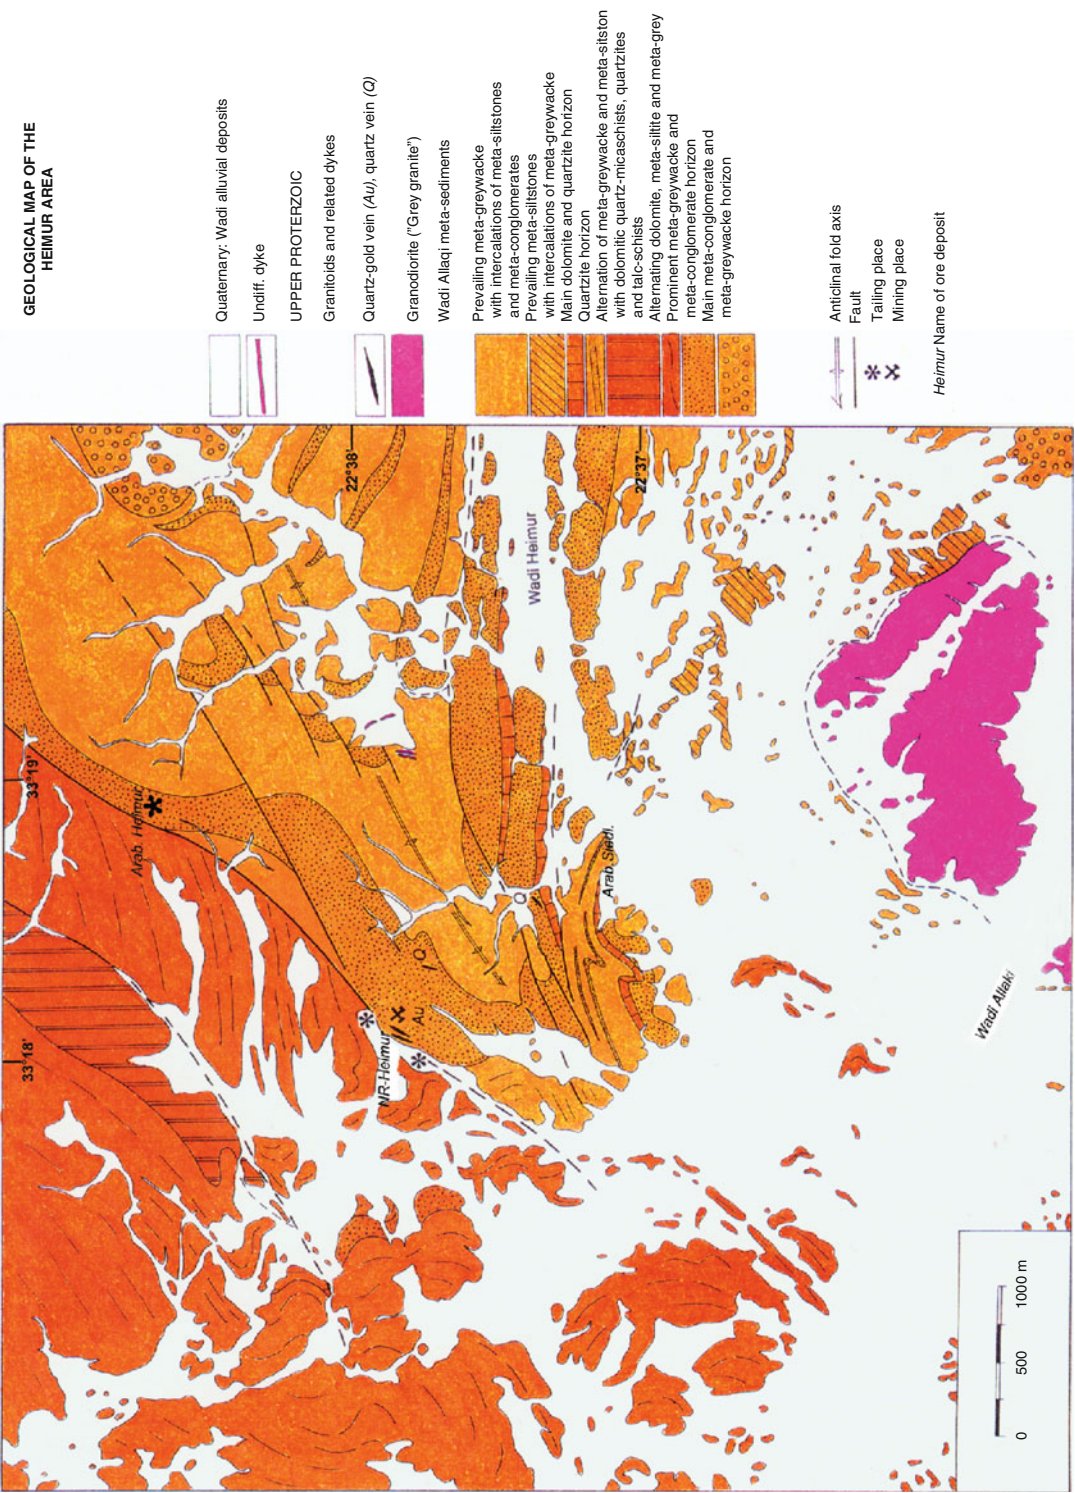 GEOLOGICAL MAP OF THE
HEIMUR AREA
Quaternary: Wadi alluvial deposits
Undiff. dyke
UPPER PROTERZOIC
Granitoids and related dykes
Quartz-gold vein (Au), quartz vein (Q)
Granodiorite ("Grey granite")
Wadi Allaqi meta-sediments
Prevailing meta-greywacke
with intercalations of meta-siltstones
and meta-conglomerates
Prevailing meta-siltstones
with intercalations of meta-greywacke
Main dolomite and quartzite horizon
Quartzite horizon
Alternation of meta-greywacke and meta-sitston
with dolomitic quartz-micaschists, quartzites
and talc-schists
Alternating dolomite, meta-siltite and meta-grey
Prominent meta-greywacke and
meta-conglomerate horizon
Main meta-conglomerate and
meta-greywacke horizon
Anticlinal fold axis
Fault
Tailing place
Mining place
Heimur Name of ore deposit
33°19'
33°18'
22°38'
22°37'
Arab. Heimur
NR-Heimur
Au
Q
Q
Wadi Heimur
Arab. Smdl.
Wadi Allaki
0 500 1000 m